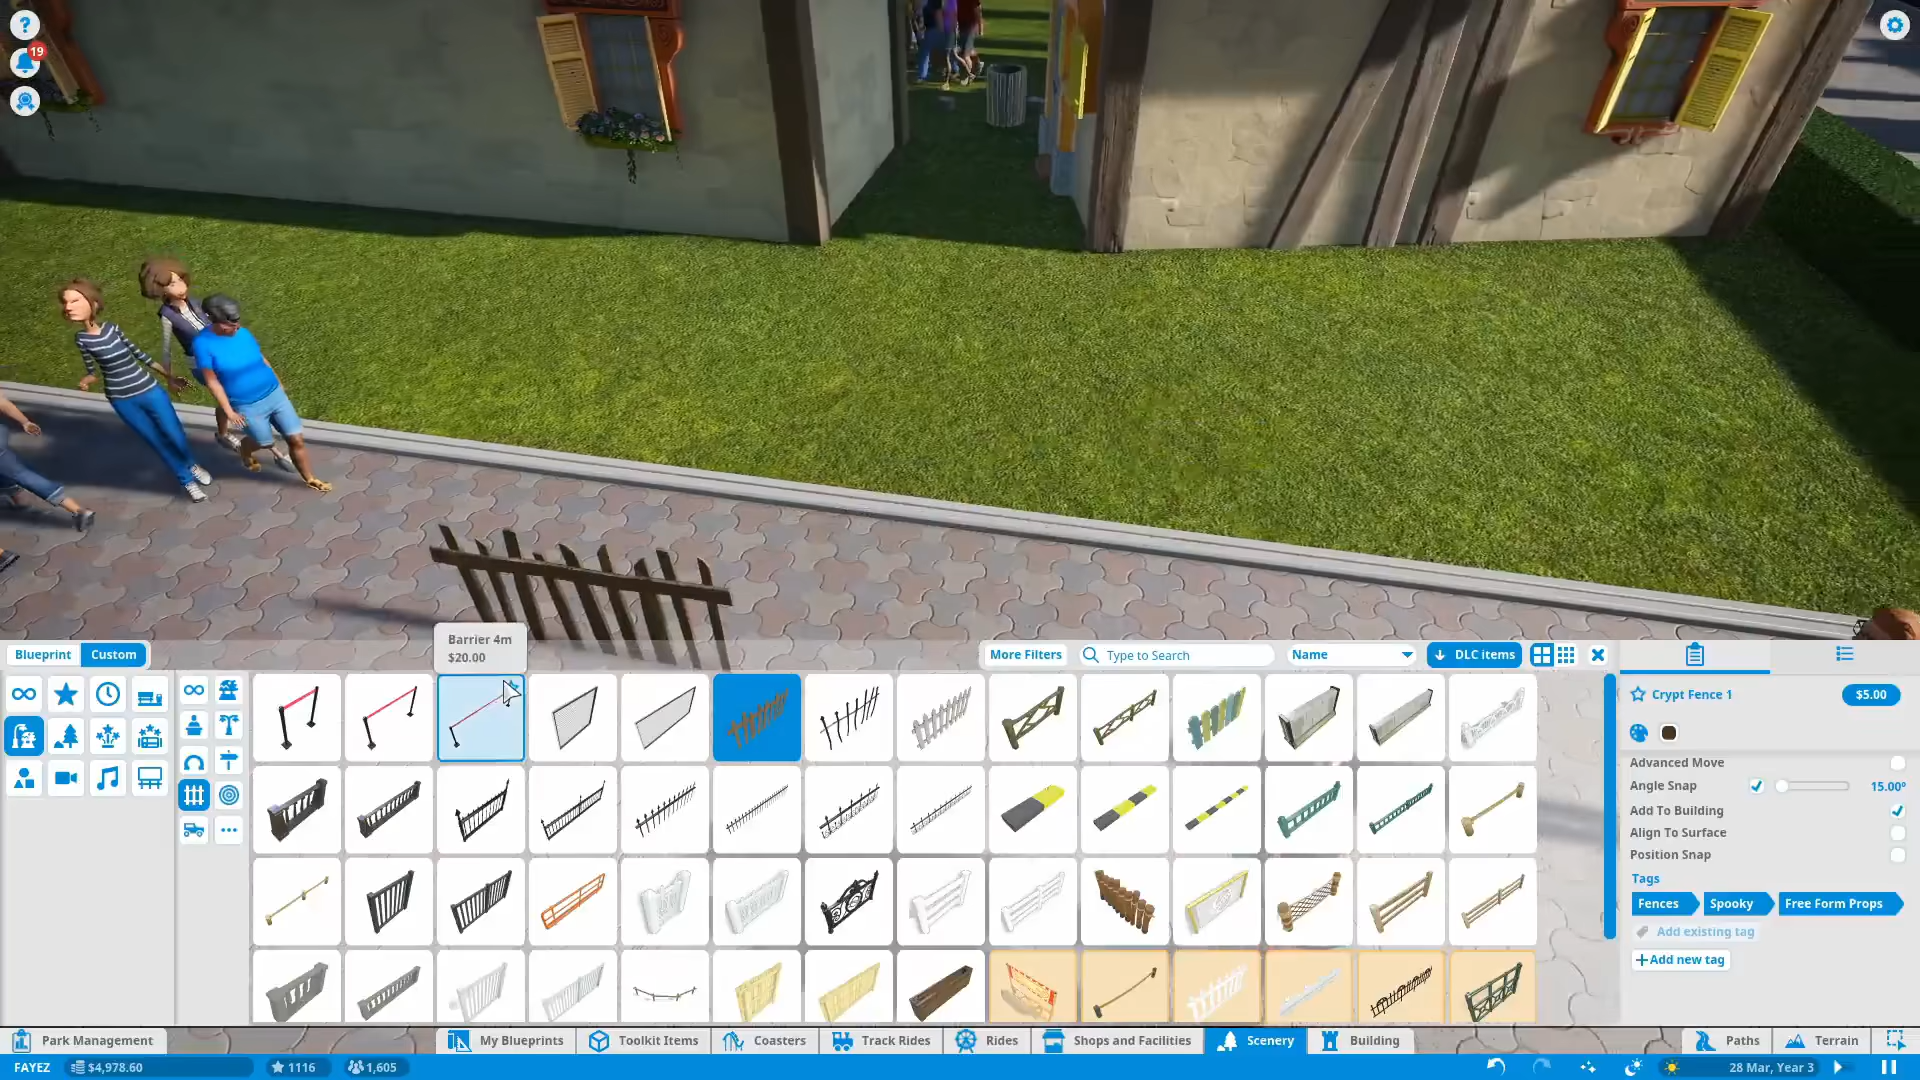 ?
19
Barrier 4m
$20.00
Blueprint
Custom
More Filters
Type to Search
Name
DLC items
Crypt Fence 1
$5.00
Advanced Move
Angle Snap
15.00°
Add To Building
Align To Surface
Position Snap
Tags
Fences
Spooky
Free Form Props
Add existing tag
+Add new tag
Park Management
My Blueprints
Toolkit Items
Coasters
Track Rides
Rides
Shops and Facilities
Scenery
Building
Paths
Terrain
FAYEZ
$4,978.60
1116
1,605
28 Mar, Year 3